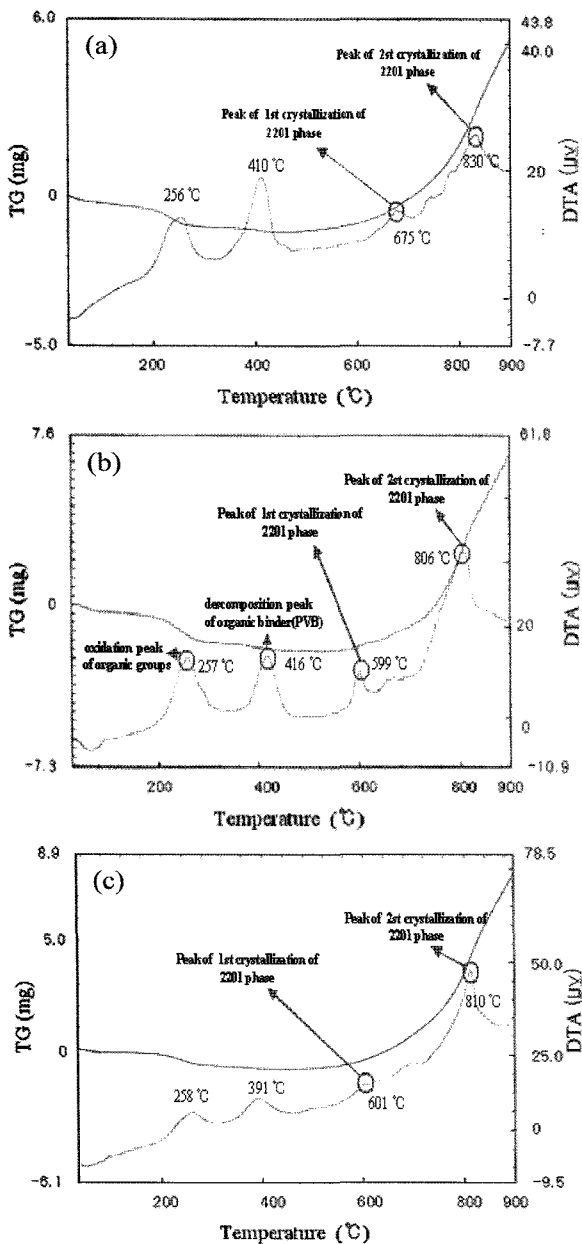 (a)
6.0
0
-5.0
TG (mg)
43.8
40.0
20
0
-7.7
DTA (μv)
Peak of 2st crystallization of
2201 phase
Peak of 1st crystallization of
2201 phase
256 ℃
410 ℃
675 ℃
830 ℃
200
400
600
800
900
Temperature (℃)
(b)
7.6
0
-7.3
TG (mg)
61.8
20
0
-10.9
DTA (μv)
Peak of 2st crystallization of
2201 phase
Peak of 1st crystallization of
2201 phase
806 ℃
descomposition peak
of organic binder(PVB)
oxidation peak
of organic groups
257 ℃
416 ℃
599 ℃
200
400
600
800
900
Temperature (℃)
(c)
8.9
5.0
0
-6.1
TG (mg)
78.5
50.0
25.0
0
-9.5
DTA (μv)
Peak of 2st crystallization of
2201 phase
Peak of 1st crystallization of
2201 phase
810 ℃
258 ℃
391 ℃
601 ℃
200
400
600
800
900
Temperature (℃)